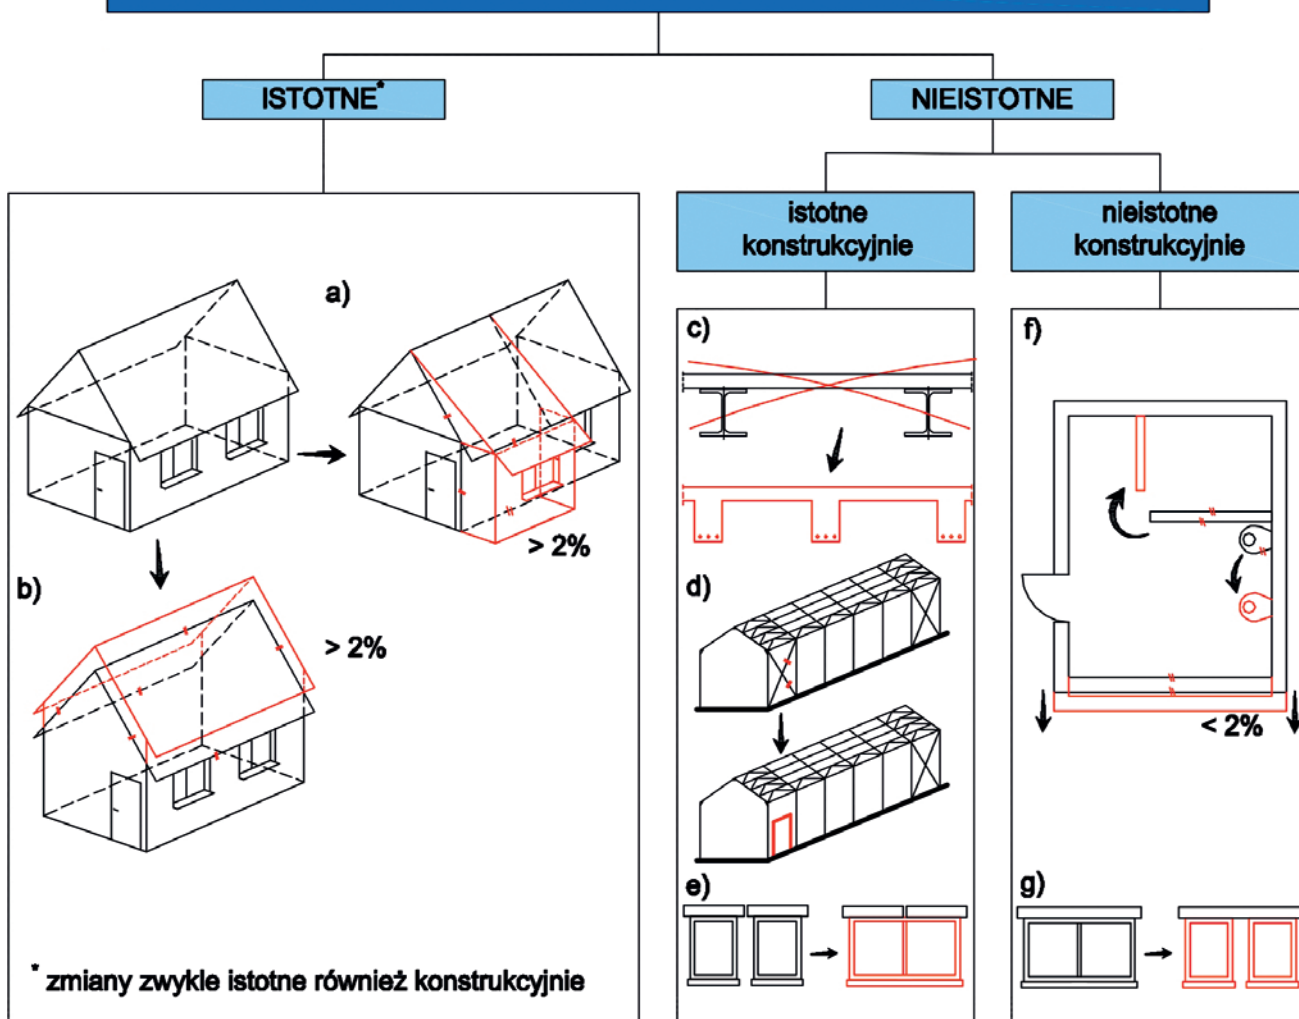 ISTOTNE*
NIEISTOTNE
istotne
konstrukcyjnie
nieistotne
konstrukcyjnie
a)
> 2%
b)
> 2%
* zmiany zwykle istotne również konstrukcyjnie
c)
d)
e)
f)
< 2%
g)